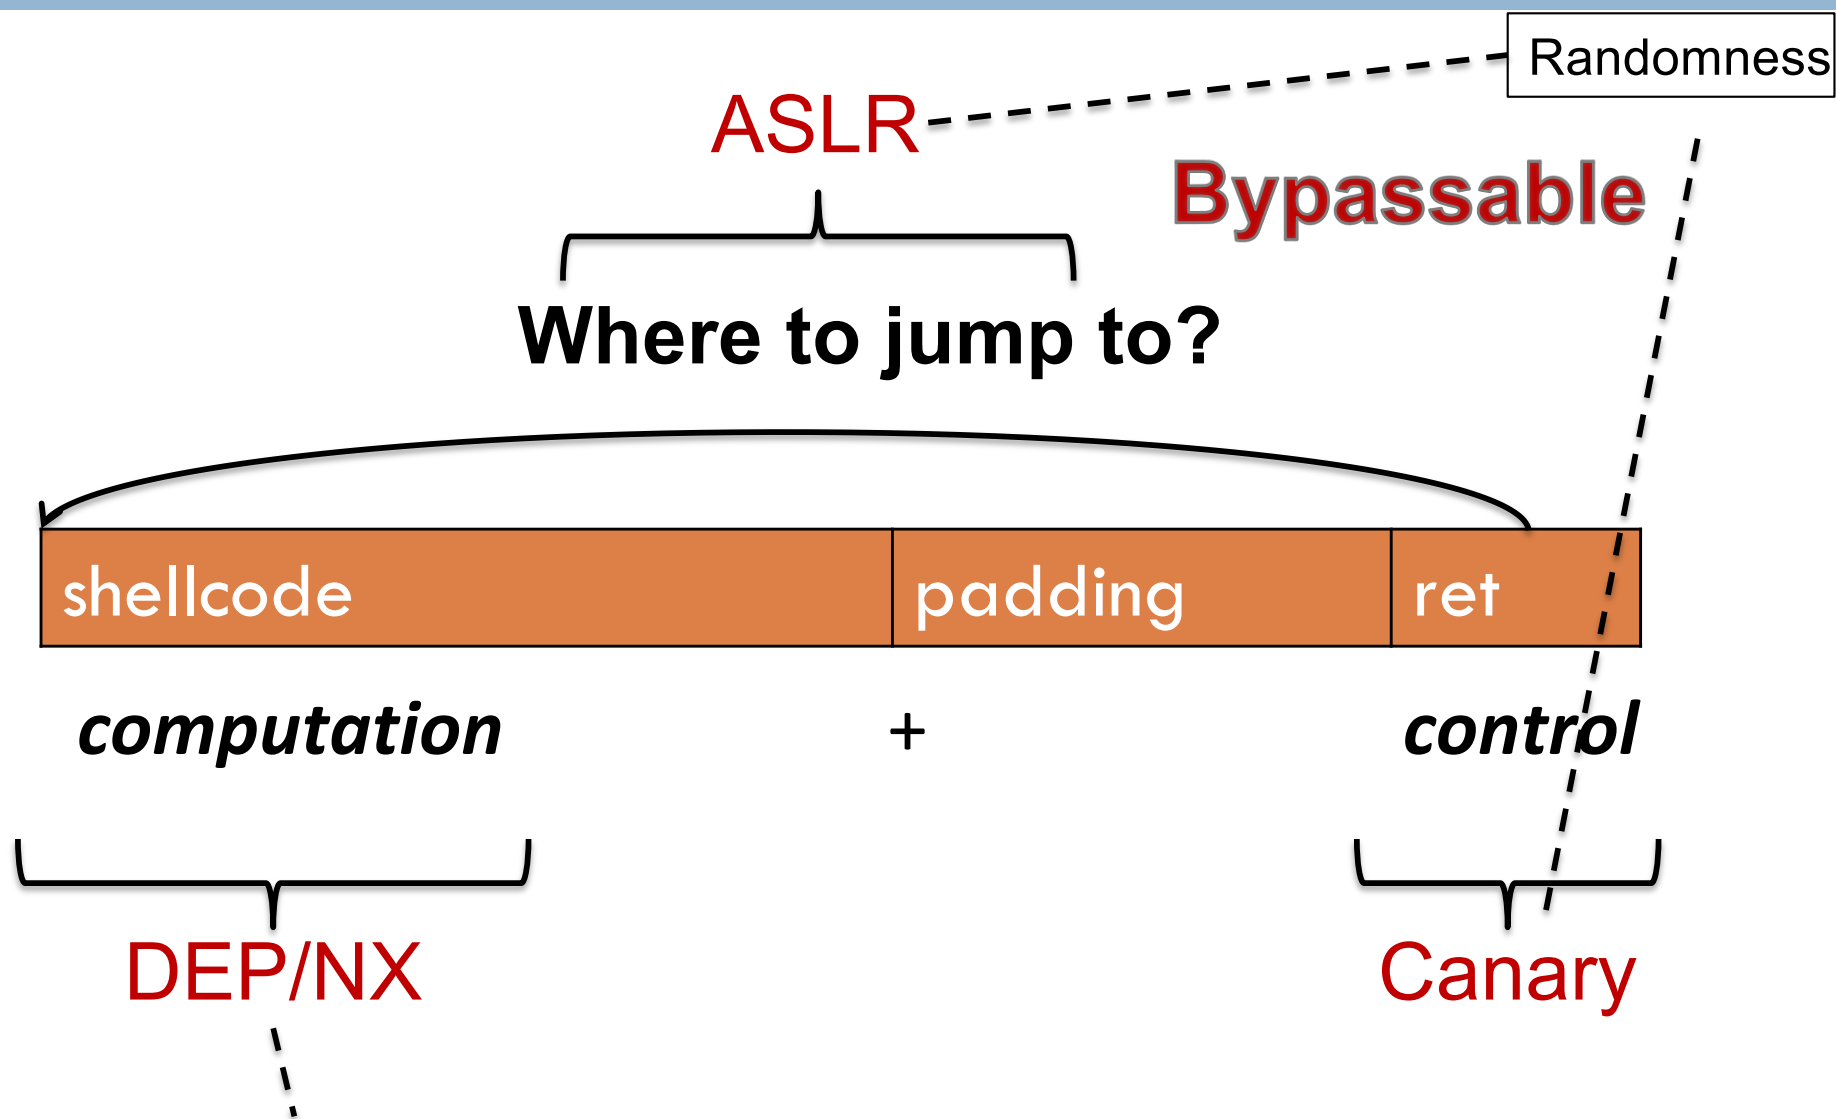 Randomness
ASLR
Bypassable
Where to jump to?
shellcode padding ret
computation + control
DEP/NX Canary